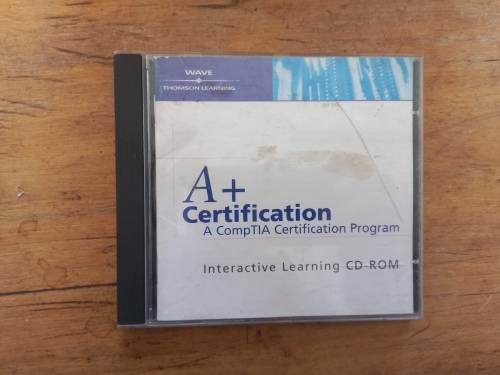 WAVE
THOMSON LEARNING
A+
Certification
A CompTIA Certification Program
Interactive Learning CD-ROM